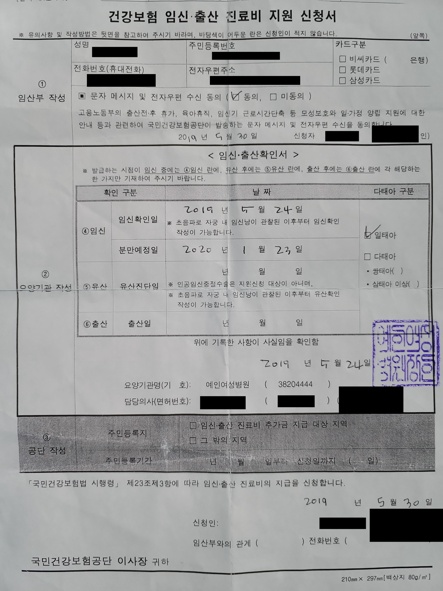 건강보험 임신·출산 진료비 지원 신청서
※ 유의사항 및 작성방법은 뒷면을 참고하여 주시기 바라며, 바탕색이 어두운 란은 신청인이 적지 않습니다. (앞쪽)
① 임산부 작성
성명
주민등록번호
카드구분
전화번호(휴대전화)
전자우편주소
□ 비씨카드 ( 은행)
□ 롯데카드
□ 삼성카드
문자 메시지 및 전자우편 수신 동의 ( ☑ 동의, □ 미동의 )
고용노동부의 출산전·후 휴가, 육아휴직, 임신기 근로시간단축 등 모성보호와 일가정 양립 지원에 대한
안내 등과 관련하여 국민건강보험공단이 발송하는 문자 메시지 및 전자우편 수신을 동의합니다.
2019 년 5 월 30 일 신청자 인)
② 요양기관 작성
< 임신·출산확인서 >
※ 발급하는 시점이 임신 중에는 ④임신 란에, 유산 후에는 ⑤유산 란에, 출산 후에는 ⑥출산 란에 각 해당하는
한 가지만 기재하여 주시기 바랍니다.
확인 구분 날 짜 다태아 구분
④임신 임신확인일 2019 년 5 월 24 일
※ 초음파로 자궁 내 임신낭이 관찰된 이후부터 임신확인
작성이 가능합니다.
분만예정일 2020 년 1 월 23 일
☑ 일태아
□ 다태아
· 쌍태아( )
· 삼태아 이상( )
⑤유산 유산진단일 년 월 일
※ 인공임신중절수술은 지원신청 대상이 아니며,
※ 초음파로 자궁 내 임신낭이 관찰된 이후부터 유산확인
작성이 가능합니다.
⑥출산 출산일 년 월 일
위에 기록한 사항이 사실임을 확인함
2019 년 5 월 24 일
요양기관명(기 호): 예인여성병원 ( 38204444 )
담당의사(면허번호): ( )
③ 공단 작성
주민등록지
□ 임신·출산 진료비 추가금 지급 대상 지역
□ 그 밖의 지역
주민등록기간 년 월 일부터 신청일까지 ( 일)
「국민건강보험법 시행령」 제23조제3항에 따라 임신·출산 진료비의 지급을 신청합니다.
2019 년 5 월 30 일
신청인:
임산부와의 관계 ( ) 전화번호 (
국민건강보험공단 이사장 귀하
210㎜× 297㎜[백상지 80g/㎡]